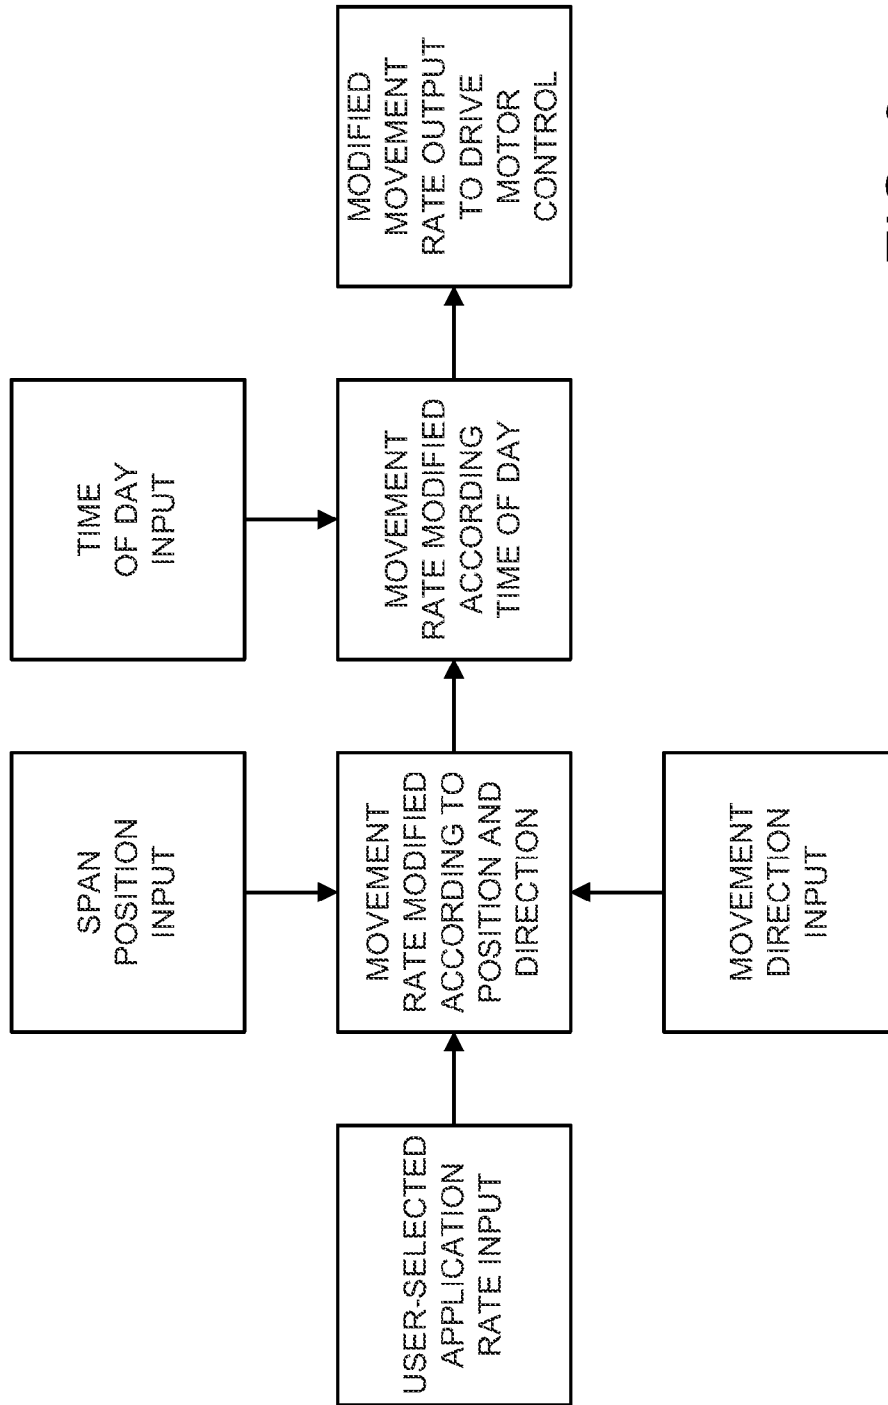 USER-SELECTED
APPLICATION
RATE INPUT
SPAN
POSITION
INPUT
MOVEMENT
RATE MODIFIED
ACCORDING TO
POSITION AND
DIRECTION
MOVEMENT
DIRECTION
INPUT
TIME
OF DAY
INPUT
MOVEMENT
RATE MODIFIED
ACCORDING
TIME OF DAY
MODIFIED
MOVEMENT
RATE OUTPUT
TO DRIVE
MOTOR
CONTROL